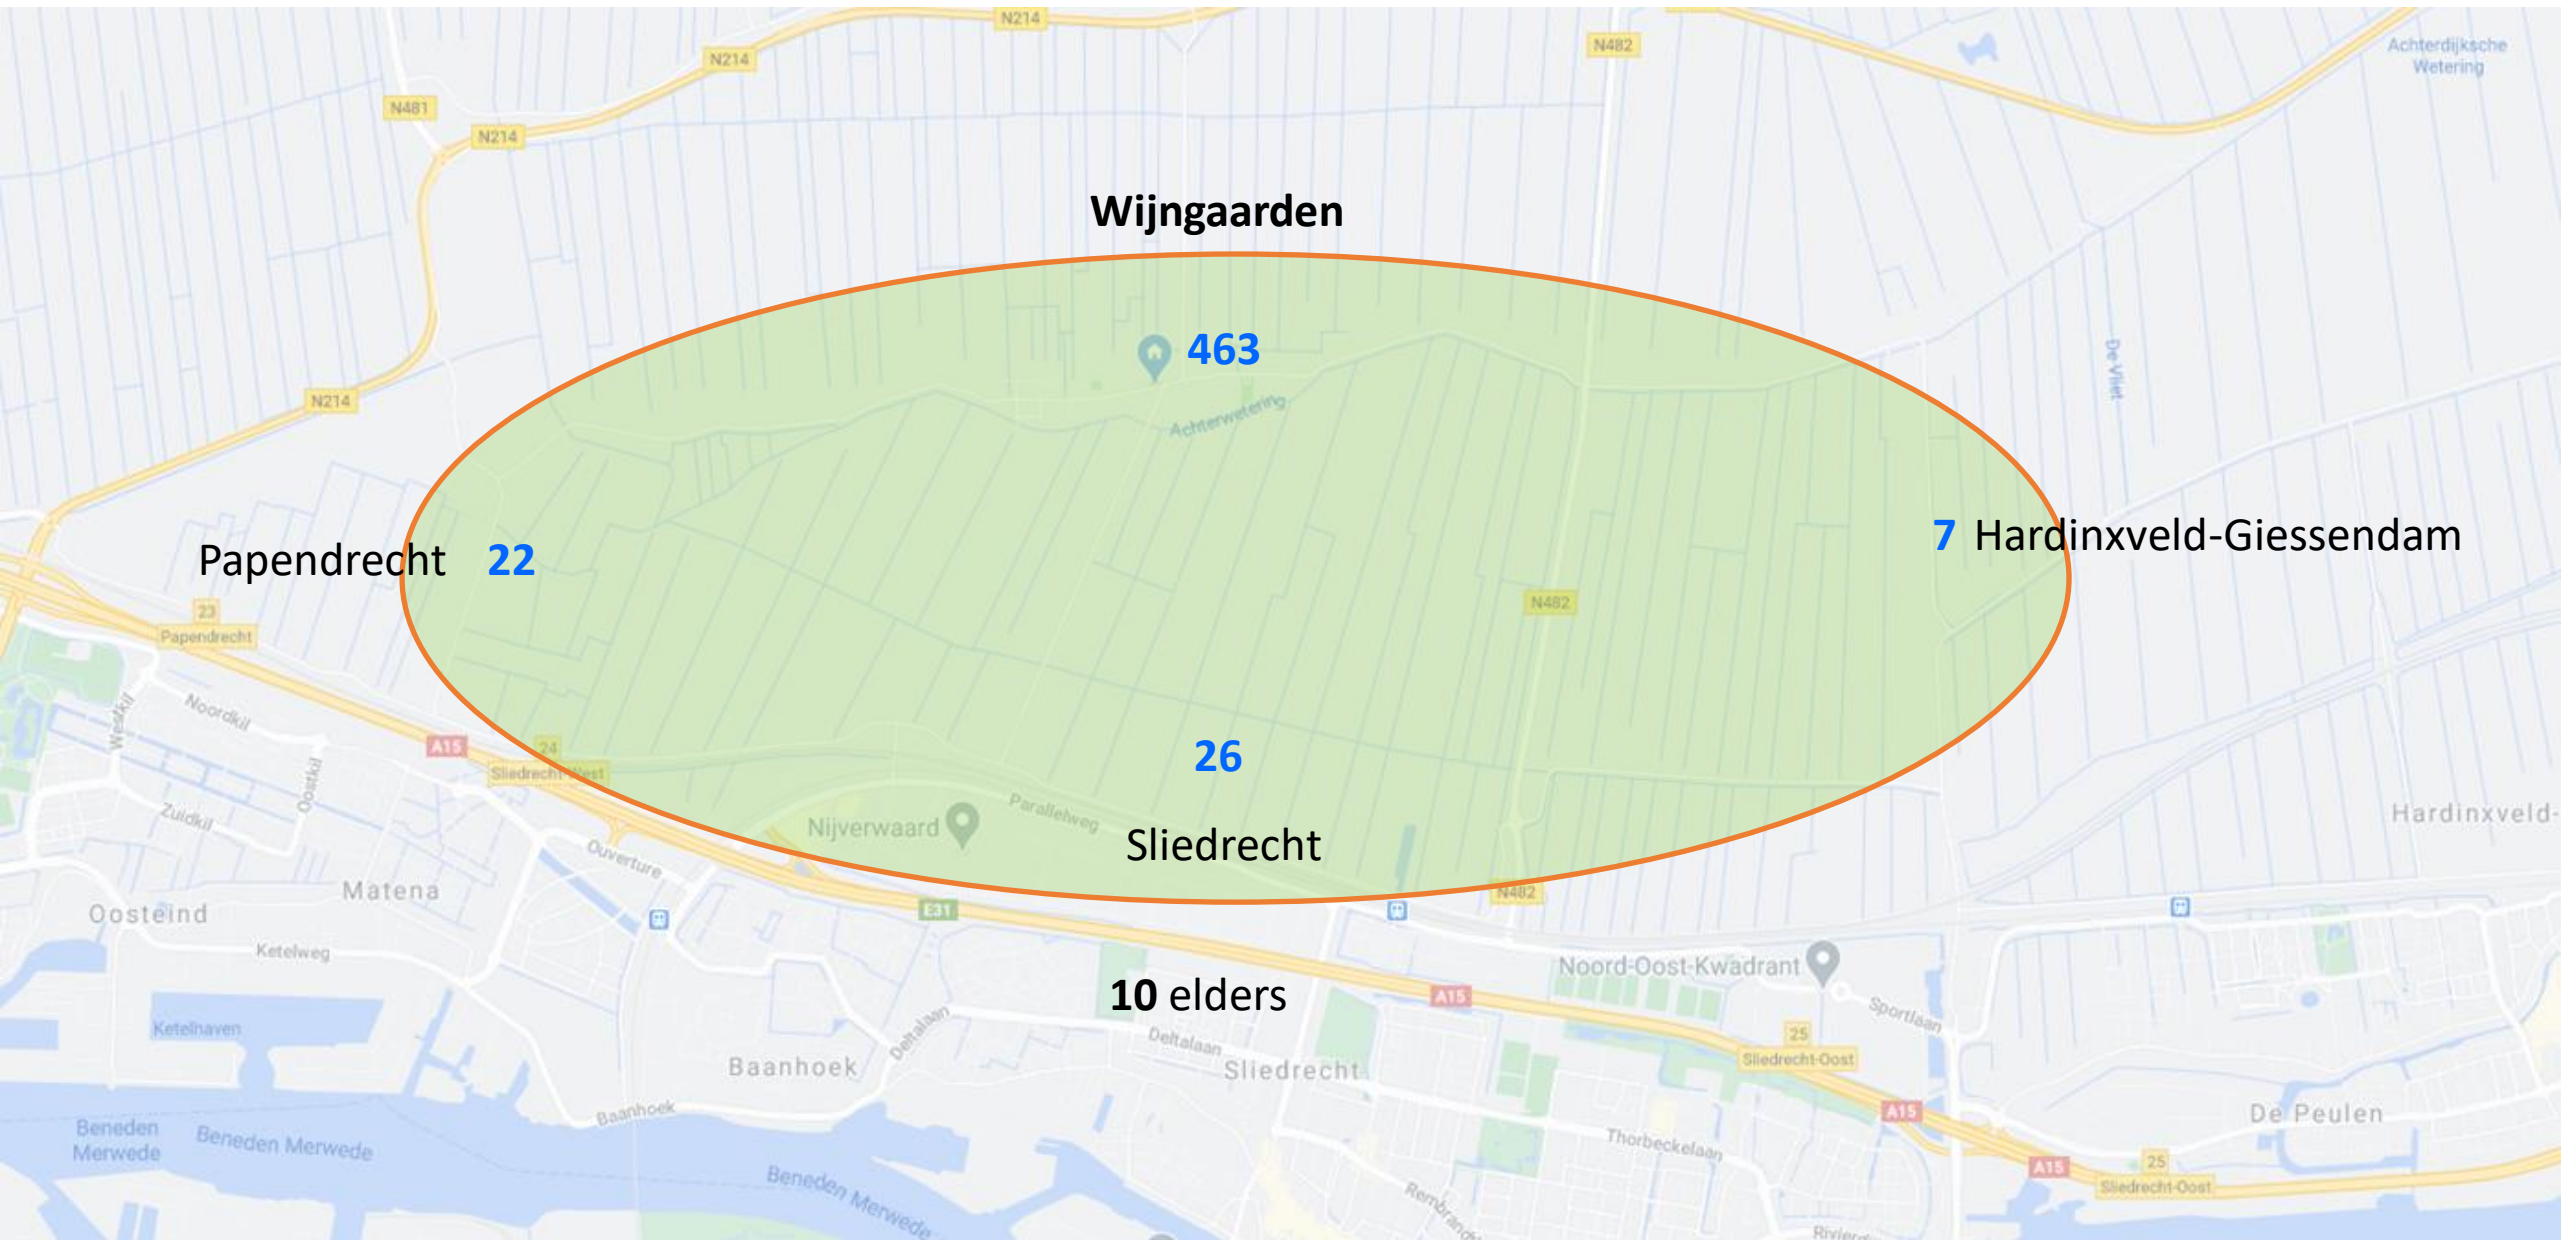 N214
N214
N482
Achterdijksche
Wetering
N481
N214
Wijngaarden
463
De Vliet
N214
Achterwetering
7 Hardinxveld-Giessendam
Papendrecht 22
N482
23
Papendrecht
Westkil
Noordkil
A15
24
Sliedrecht-West
26
Oostkil
Zuidkil
Nijverwaard
Parallelweg
Hardinxveld-
Sliedrecht
Ouverture
Matena
N482
Oosteind
E31
Ketelweg
Noord-Oost-Kwadrant
10 elders
A15
Sportlaan
Ketelhaven
Deltalaan
Deltalaan
25
Sliedrecht-Oost
Baanhoek
Sliedrecht
Baanhoek
A15
De Peulen
Beneden
Merwede
Beneden Merwede
Thorbeckelaan
A15
25
Sliedrecht-Oost
Beneden Merwede